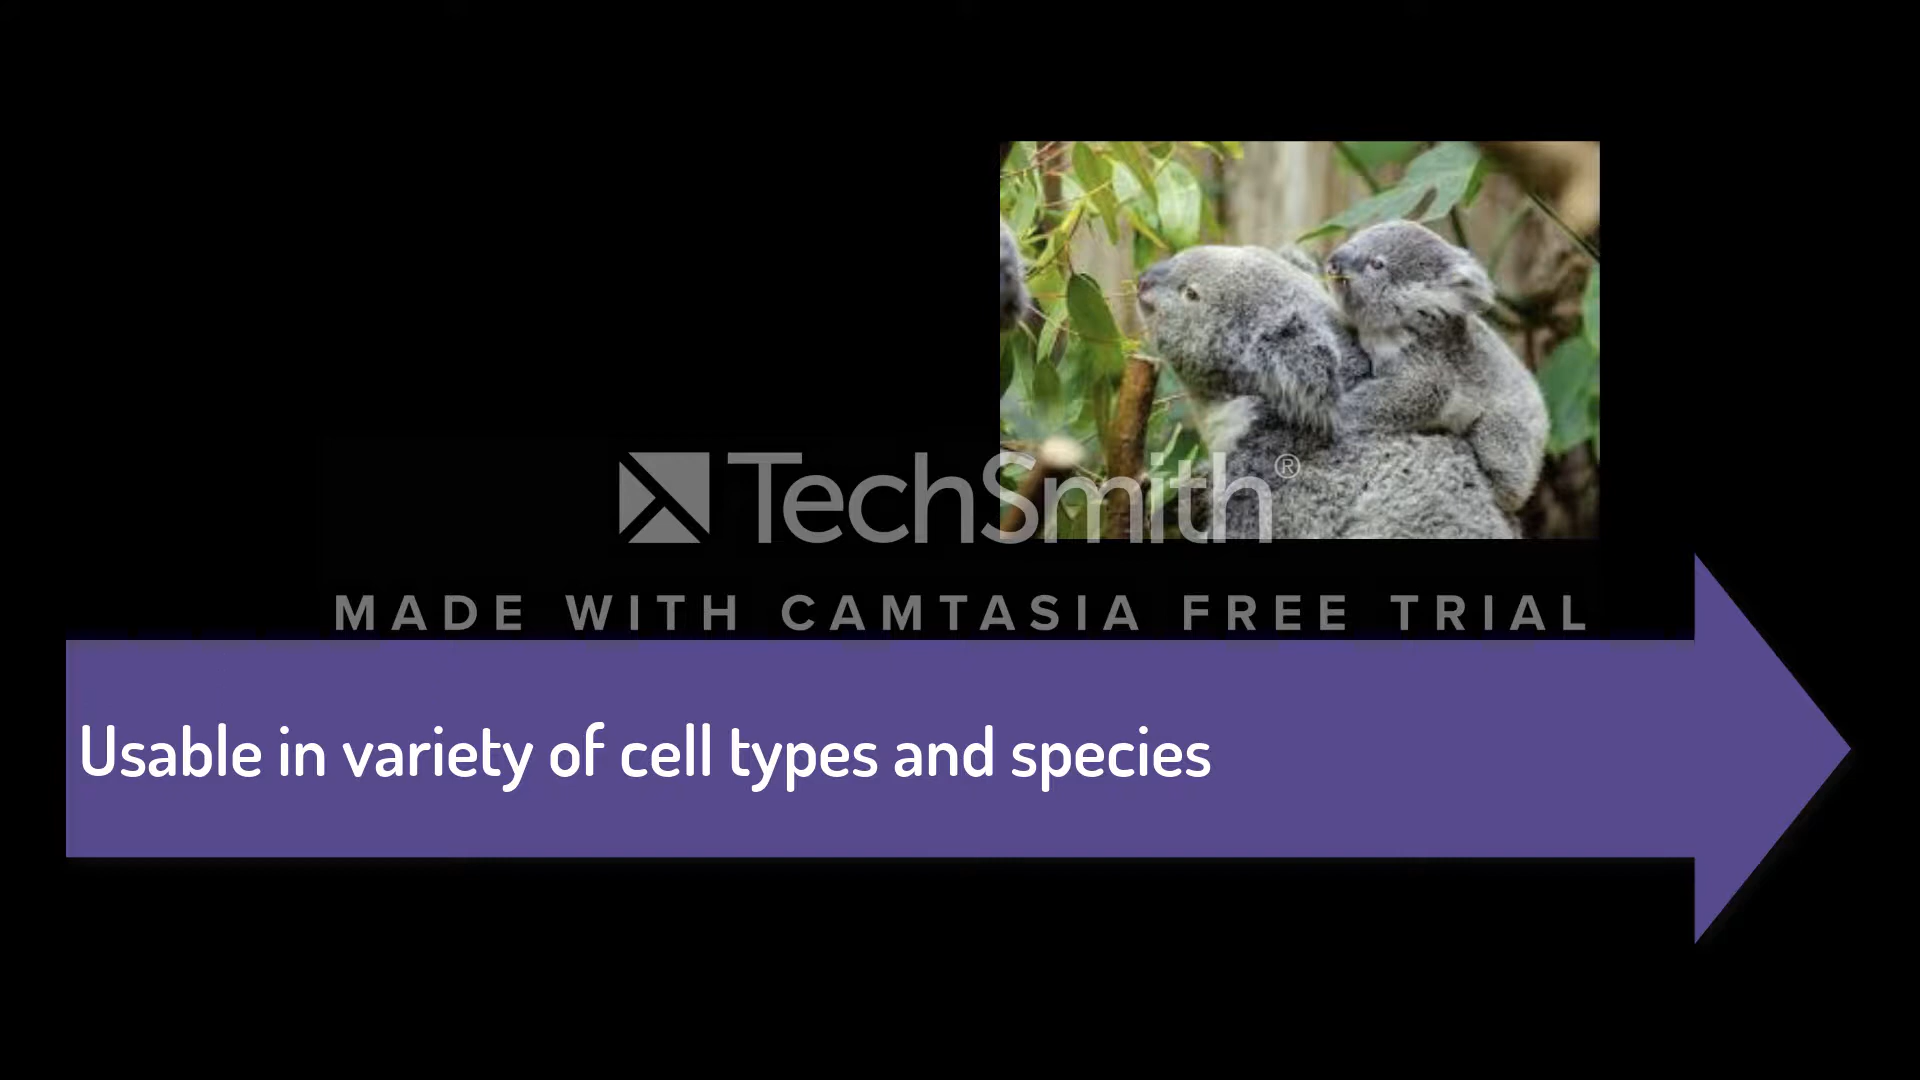 TechSmith®
MADE WITH CAMTASIA FREE TRIAL
Usable in variety of cell types and species